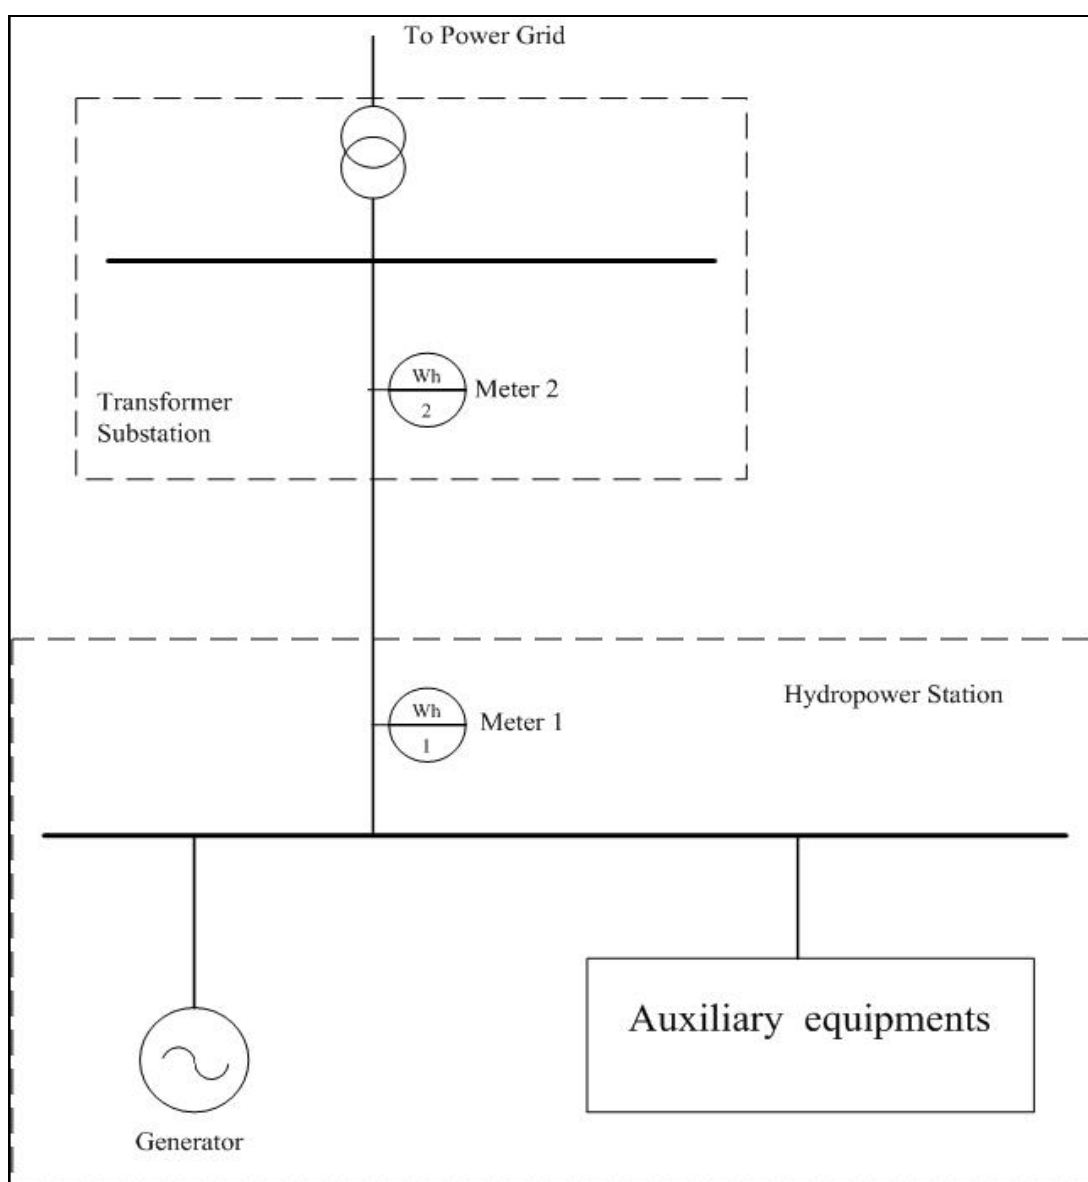 To Power Grid
Wh
2
Meter 2
Transformer
Substation
Hydropower Station
Wh
1
Meter 1
Auxiliary equipments
Generator